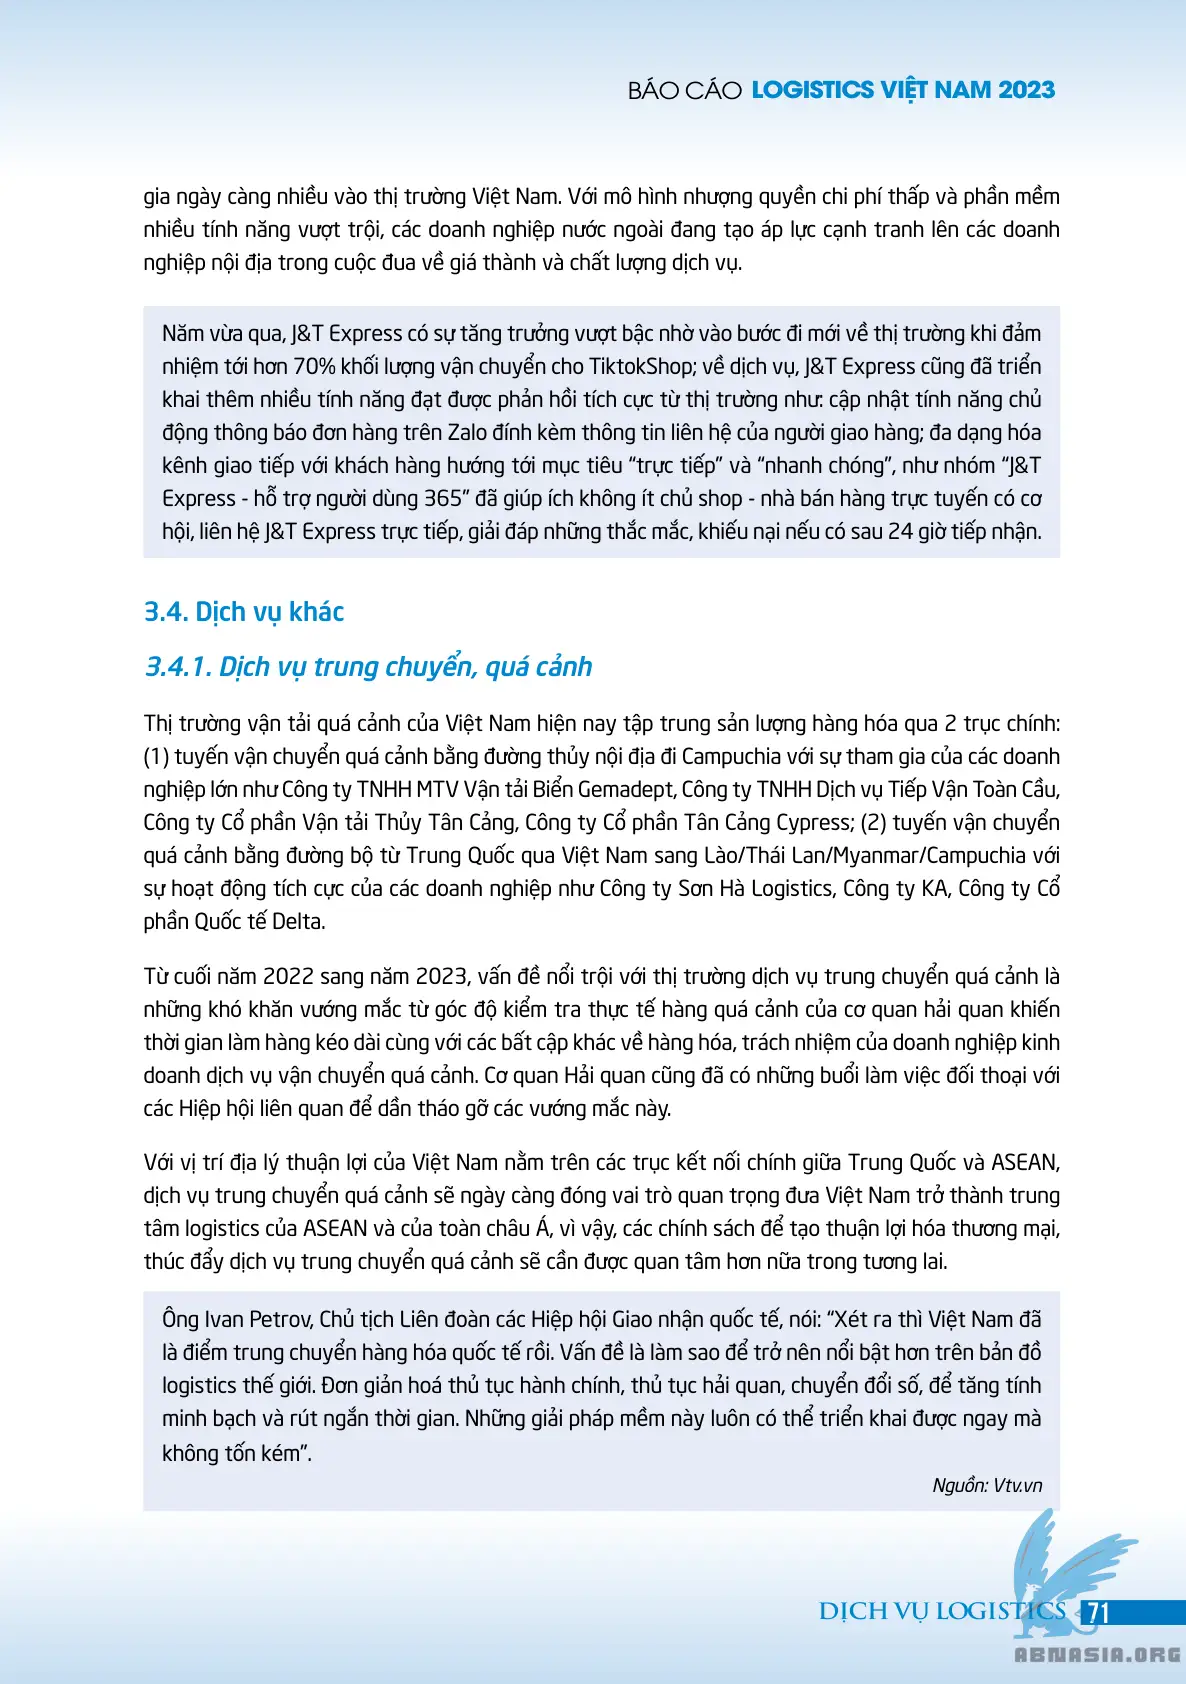 BÁO CÁO LOGISTICS VIỆT NAM 2023
gia ngày càng nhiều vào thị trường Việt Nam. Với mô hình nhượng quyền chi phí thấp và phần mềm
nhiều tính năng vượt trội, các doanh nghiệp nước ngoài đang tạo áp lực cạnh tranh lên các doanh
nghiệp nội địa trong cuộc đua về giá thành và chất lượng dịch vụ.
Năm vừa qua, J&T Express có sự tăng trưởng vượt bậc nhờ vào bước đi mới về thị trường khi đảm
nhiệm tới hơn 70% khối lượng vận chuyển cho TiktokShop; về dịch vụ, J&T Express cũng đã triển
khai thêm nhiều tính năng đạt được phản hồi tích cực từ thị trường như: cập nhật tính năng chủ
động thông báo đơn hàng trên Zalo đính kèm thông tin liên hệ của người giao hàng; đa dạng hóa
kênh giao tiếp với khách hàng hướng tới mục tiêu “trực tiếp” và “nhanh chóng”, như nhóm “J&T
Express - hỗ trợ người dùng 365” đã giúp ích không ít chủ shop - nhà bán hàng trực tuyến có cơ
hội, liên hệ J&T Express trực tiếp, giải đáp những thắc mắc, khiếu nại nếu có sau 24 giờ tiếp nhận.
3.4. Dịch vụ khác
3.4.1. Dịch vụ trung chuyển, quá cảnh
Thị trường vận tải quá cảnh của Việt Nam hiện nay tập trung sản lượng hàng hóa qua 2 trục chính:
(1) tuyến vận chuyển quá cảnh bằng đường thủy nội địa đi Campuchia với sự tham gia của các doanh
nghiệp lớn như Công ty TNHH MTV Vận tải Biển Gemadept, Công ty TNHH Dịch vụ Tiếp Vận Toàn Cầu,
Công ty Cổ phần Vận tải Thủy Tân Cảng, Công ty Cổ phần Tân Cảng Cypress; (2) tuyến vận chuyển
quá cảnh bằng đường bộ từ Trung Quốc qua Việt Nam sang Lào/Thái Lan/Myanmar/Campuchia với
sự hoạt động tích cực của các doanh nghiệp như Công ty Sơn Hà Logistics, Công ty KA, Công ty Cổ
phần Quốc tế Delta.
Từ cuối năm 2022 sang năm 2023, vấn đề nổi trội với thị trường dịch vụ trung chuyển quá cảnh là
những khó khăn vướng mắc từ góc độ kiểm tra thực tế hàng quá cảnh của cơ quan hải quan khiến
thời gian làm hàng kéo dài cùng với các bất cập khác về hàng hóa, trách nhiệm của doanh nghiệp kinh
doanh dịch vụ vận chuyển quá cảnh. Cơ quan Hải quan cũng đã có những buổi làm việc đối thoại với
các Hiệp hội liên quan để dần tháo gỡ các vướng mắc này.
Với vị trí địa lý thuận lợi của Việt Nam nằm trên các trục kết nối chính giữa Trung Quốc và ASEAN,
dịch vụ trung chuyển quá cảnh sẽ ngày càng đóng vai trò quan trọng đưa Việt Nam trở thành trung
tâm logistics của ASEAN và của toàn châu Á, vì vậy, các chính sách để tạo thuận lợi hóa thương mại,
thúc đẩy dịch vụ trung chuyển quá cảnh sẽ cần được quan tâm hơn nữa trong tương lai.
Ông Ivan Petrov, Chủ tịch Liên đoàn các Hiệp hội Giao nhận quốc tế, nói: “Xét ra thì Việt Nam đã
là điểm trung chuyển hàng hóa quốc tế rồi. Vấn đề là làm sao để trở nên nổi bật hơn trên bản đồ
logistics thế giới. Đơn giản hoá thủ tục hành chính, thủ tục hải quan, chuyển đổi số, để tăng tính
minh bạch và rút ngắn thời gian. Những giải pháp mềm này luôn có thể triển khai được ngay mà
không tốn kém”.
Nguồn: Vtv.vn
DỊCH VỤ LOGISTICS 71
ABNASIA.ORG